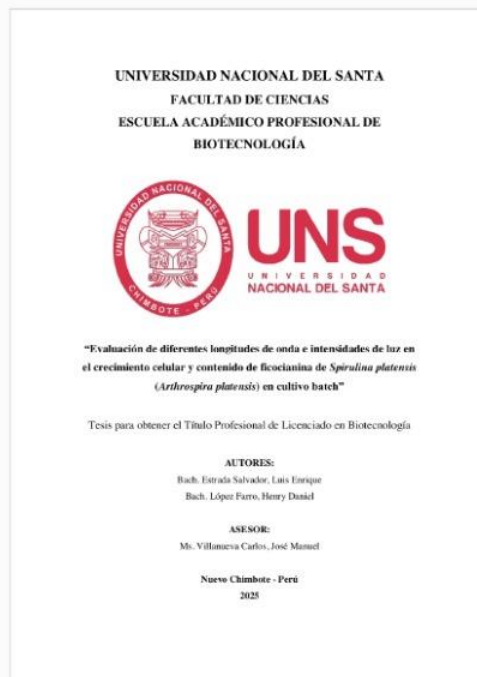 UNIVERSIDAD NACIONAL DEL SANTA
FACULTAD DE CIENCIAS
ESCUELA ACADÉMICO PROFESIONAL DE
BIOTECNOLOGÍA
UNIVERSIDAD NACIONAL DEL SANTA
CHIMBOTE - PERÚ
UNS
UNIVERSIDAD
NACIONAL DEL SANTA
“Evaluación de diferentes longitudes de onda e intensidades de luz en
el crecimiento celular y contenido de ficocianina de Spirulina platensis
(Arthrospira platensis) en cultivo batch”
Tesis para obtener el Título Profesional de Licenciado en Biotecnología
AUTORES:
Bach. Estrada Salvador, Luis Enrique
Bach. López Farro, Henry Daniel
ASESOR:
Ms. Villanueva Carlos, José Manuel
Nuevo Chimbote - Perú
2025